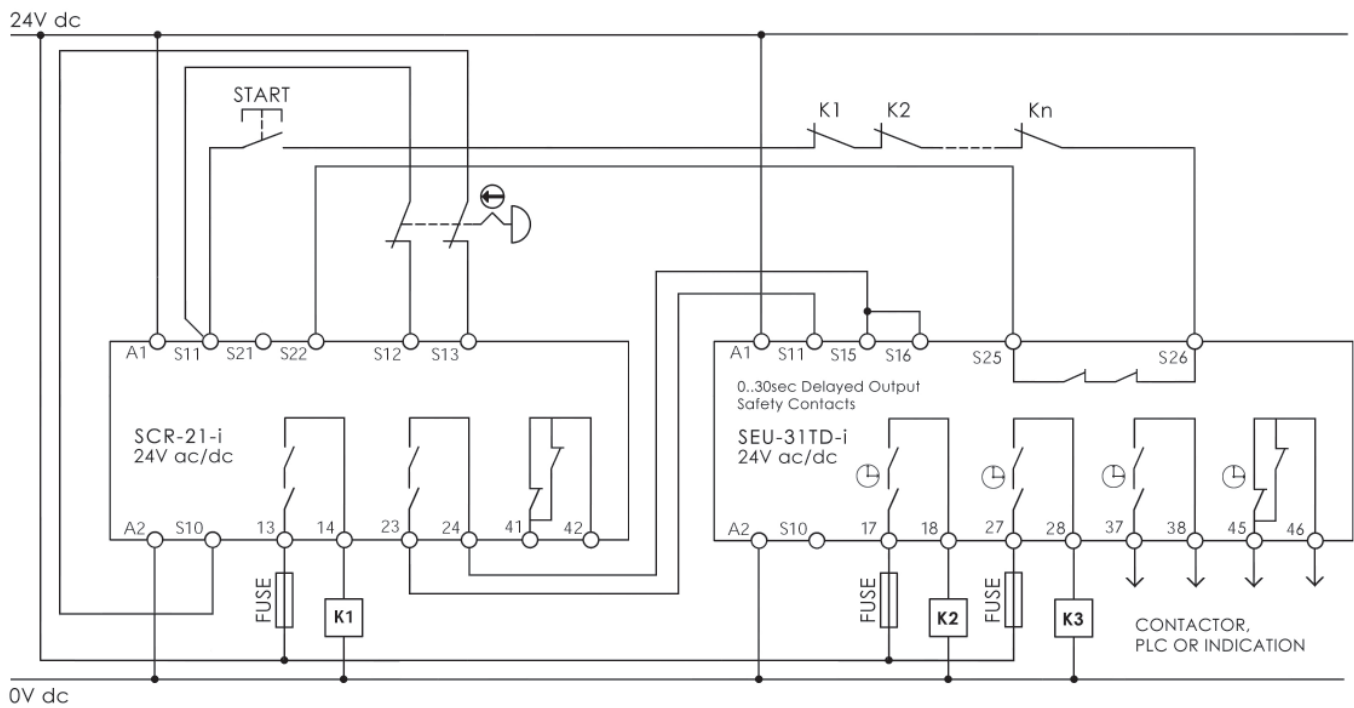 24V dc
START
K1 K2 Kn
A1 S11 S21 S22 S12 S13
A1 S11 S15 S16 S25 S26
0..30sec Delayed Output
Safety Contacts
SCR-21-i
24V ac/dc
SEU-31TD-i
24V ac/dc
A2 S10 13 14 23 24 41 42
A2 S10 17 18 27 28 37 38 45 46
FUSE
K1
FUSE
K2
FUSE
K3
CONTACTOR,
PLC OR INDICATION
0V dc